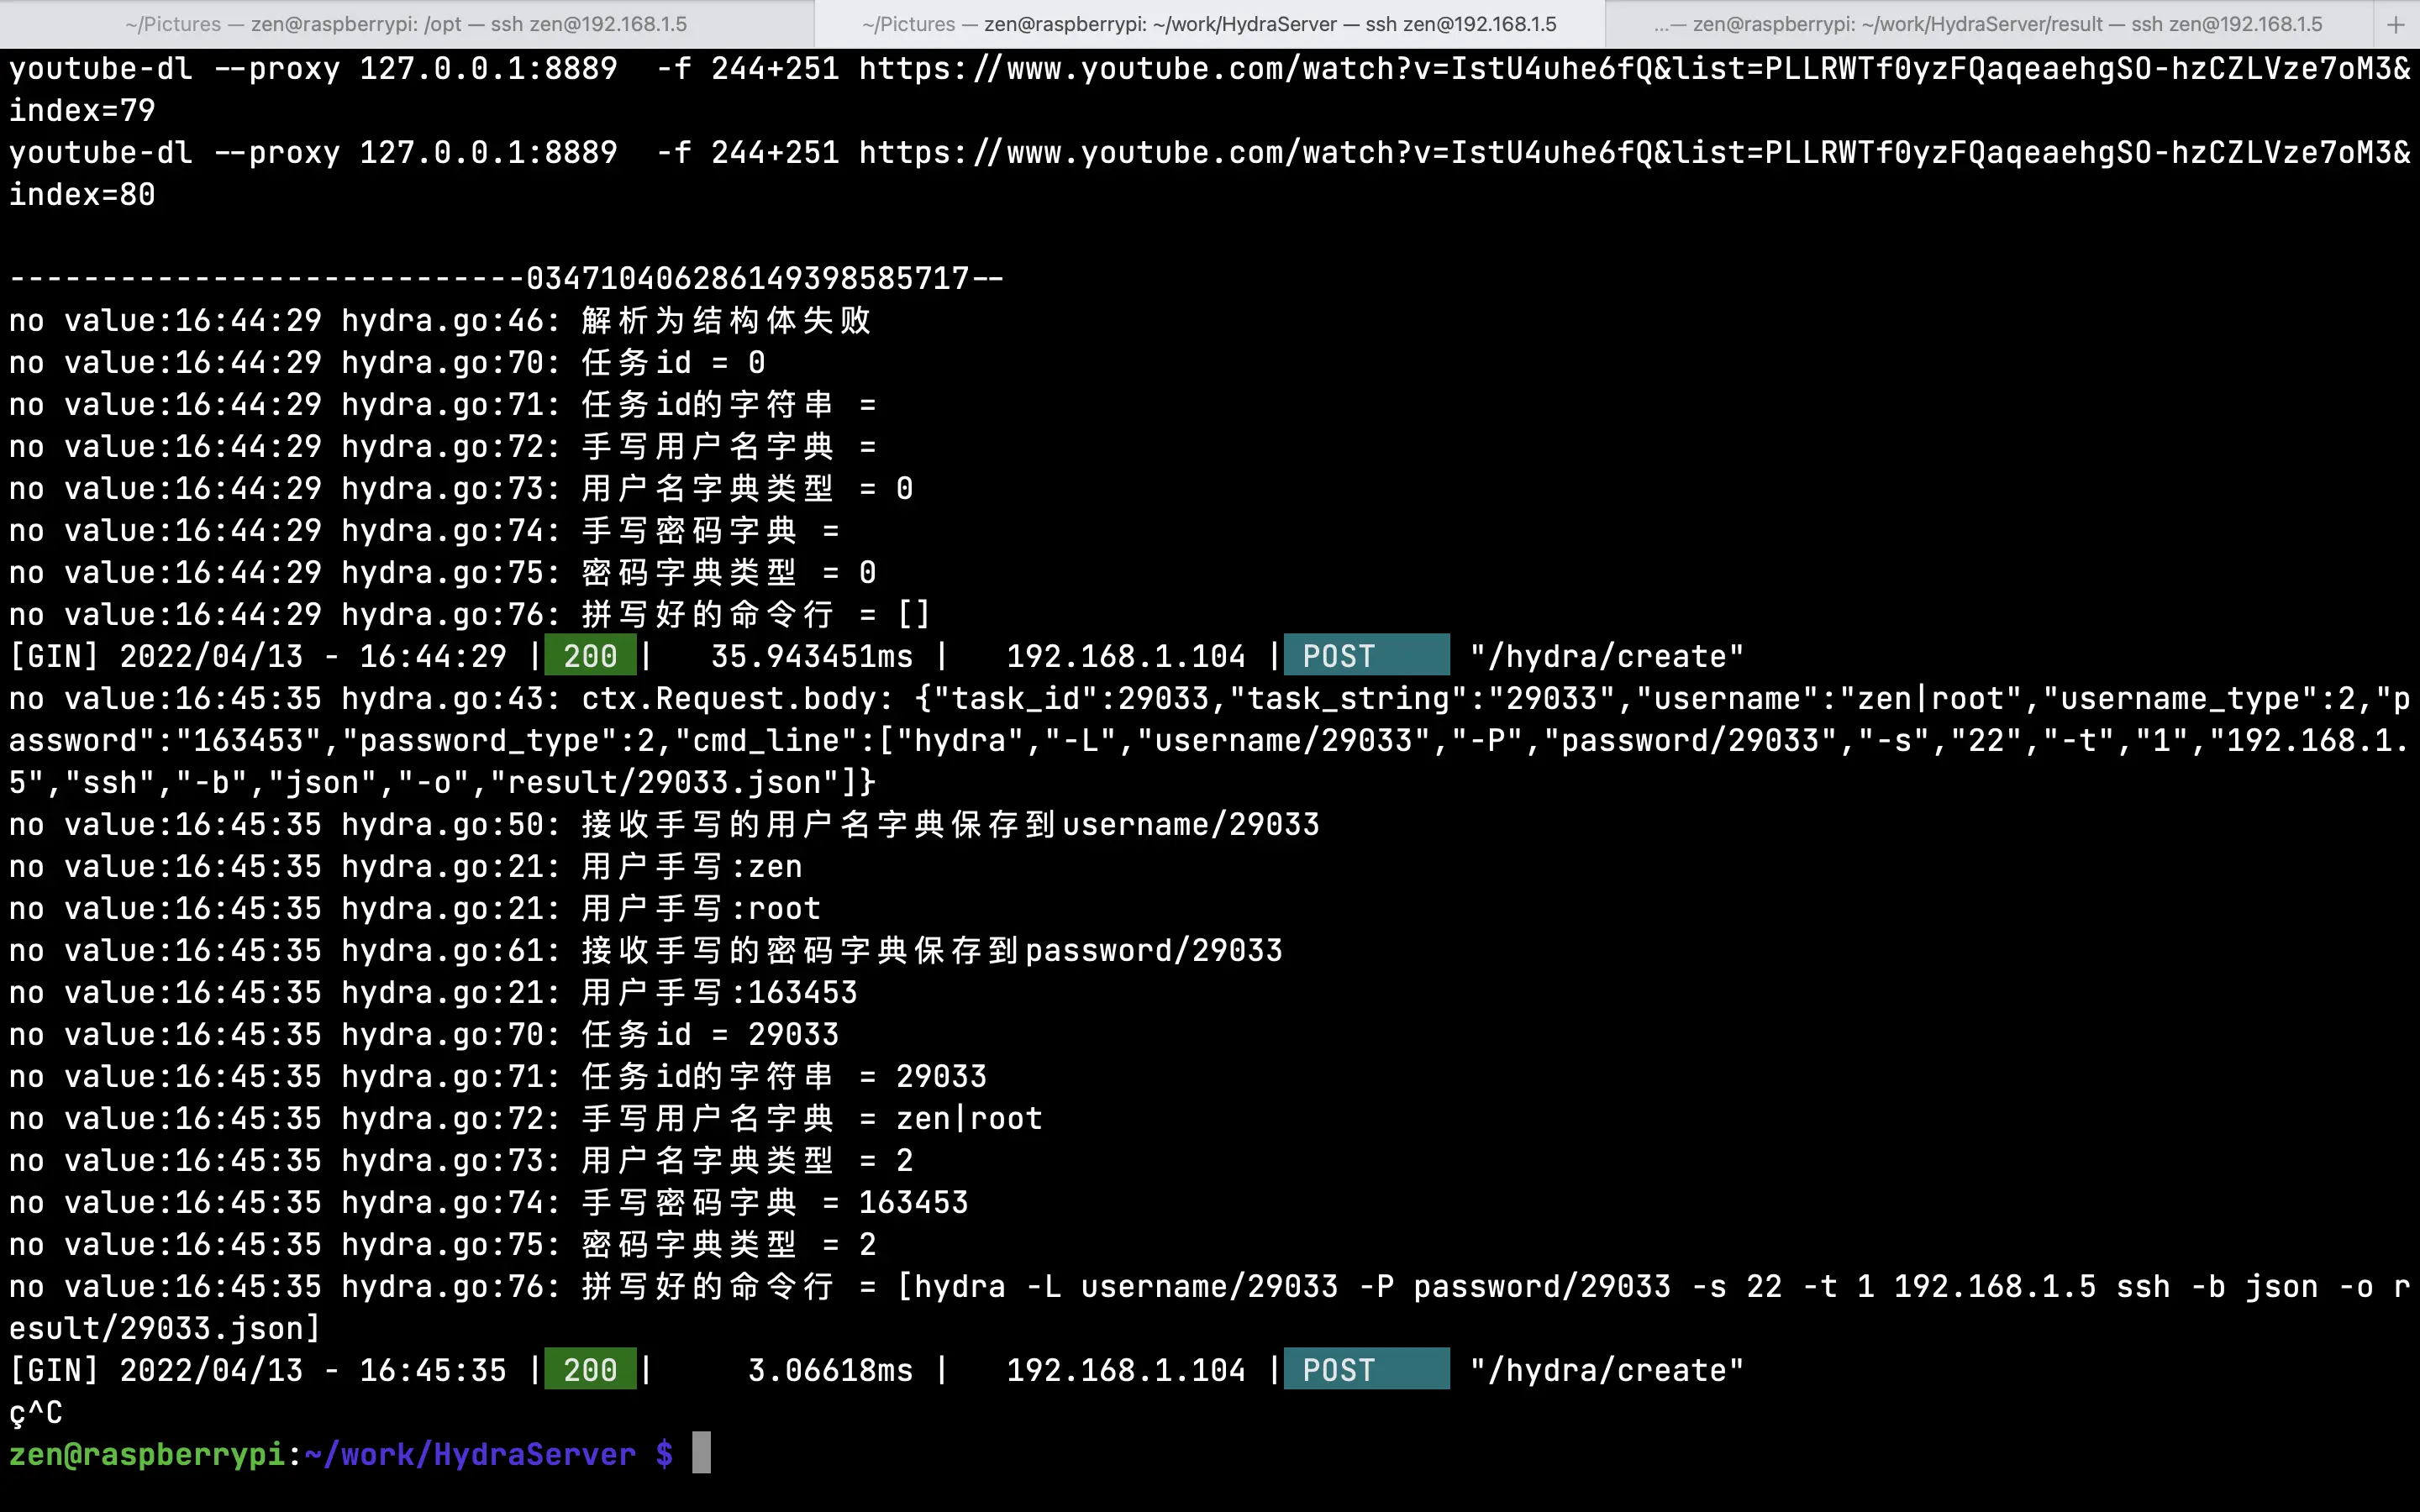 ~/Pictures — zen@raspberrypi: /opt — ssh zen@192.168.1.5
~/Pictures — zen@raspberrypi: ~/work/HydraServer — ssh zen@192.168.1.5
...— zen@raspberrypi: ~/work/HydraServer/result — ssh zen@192.168.1.5
+
youtube-dl --proxy 127.0.0.1:8889  -f 244+251 https://www.youtube.com/watch?v=IstU4uhe6fQ&list=PLLRWTf0yzFQaqeaehgSO-hzCZLVze7oM3&
index=79
youtube-dl --proxy 127.0.0.1:8889  -f 244+251 https://www.youtube.com/watch?v=IstU4uhe6fQ&list=PLLRWTf0yzFQaqeaehgSO-hzCZLVze7oM3&
index=80
----------------------------034710406286149398585717--
no value:16:44:29 hydra.go:46: 解析为结构体失败
no value:16:44:29 hydra.go:70: 任务id = 0
no value:16:44:29 hydra.go:71: 任务id的字符串 =
no value:16:44:29 hydra.go:72: 手写用户名字典 =
no value:16:44:29 hydra.go:73: 用户名字典类型 = 0
no value:16:44:29 hydra.go:74: 手写密码字典 =
no value:16:44:29 hydra.go:75: 密码字典类型 = 0
no value:16:44:29 hydra.go:76: 拼写好的命令行 = []
[GIN] 2022/04/13 - 16:44:29 | 200 |   35.943451ms |   192.168.1.104 | POST     "/hydra/create"
no value:16:45:35 hydra.go:43: ctx.Request.body: {"task_id":29033,"task_string":"29033","username":"zen|root","username_type":2,"p
assword":"163453","password_type":2,"cmd_line":["hydra","-L","username/29033","-P","password/29033","-s","22","-t","1","192.168.1.
5","ssh","-b","json","-o","result/29033.json"]}
no value:16:45:35 hydra.go:50: 接收手写的用户名字典保存到username/29033
no value:16:45:35 hydra.go:21: 用户手写:zen
no value:16:45:35 hydra.go:21: 用户手写:root
no value:16:45:35 hydra.go:61: 接收手写的密码字典保存到password/29033
no value:16:45:35 hydra.go:21: 用户手写:163453
no value:16:45:35 hydra.go:70: 任务id = 29033
no value:16:45:35 hydra.go:71: 任务id的字符串 = 29033
no value:16:45:35 hydra.go:72: 手写用户名字典 = zen|root
no value:16:45:35 hydra.go:73: 用户名字典类型 = 2
no value:16:45:35 hydra.go:74: 手写密码字典 = 163453
no value:16:45:35 hydra.go:75: 密码字典类型 = 2
no value:16:45:35 hydra.go:76: 拼写好的命令行 = [hydra -L username/29033 -P password/29033 -s 22 -t 1 192.168.1.5 ssh -b json -o r
esult/29033.json]
[GIN] 2022/04/13 - 16:45:35 | 200 |     3.06618ms |   192.168.1.104 | POST     "/hydra/create"
ç^C
zen@raspberrypi:~/work/HydraServer $